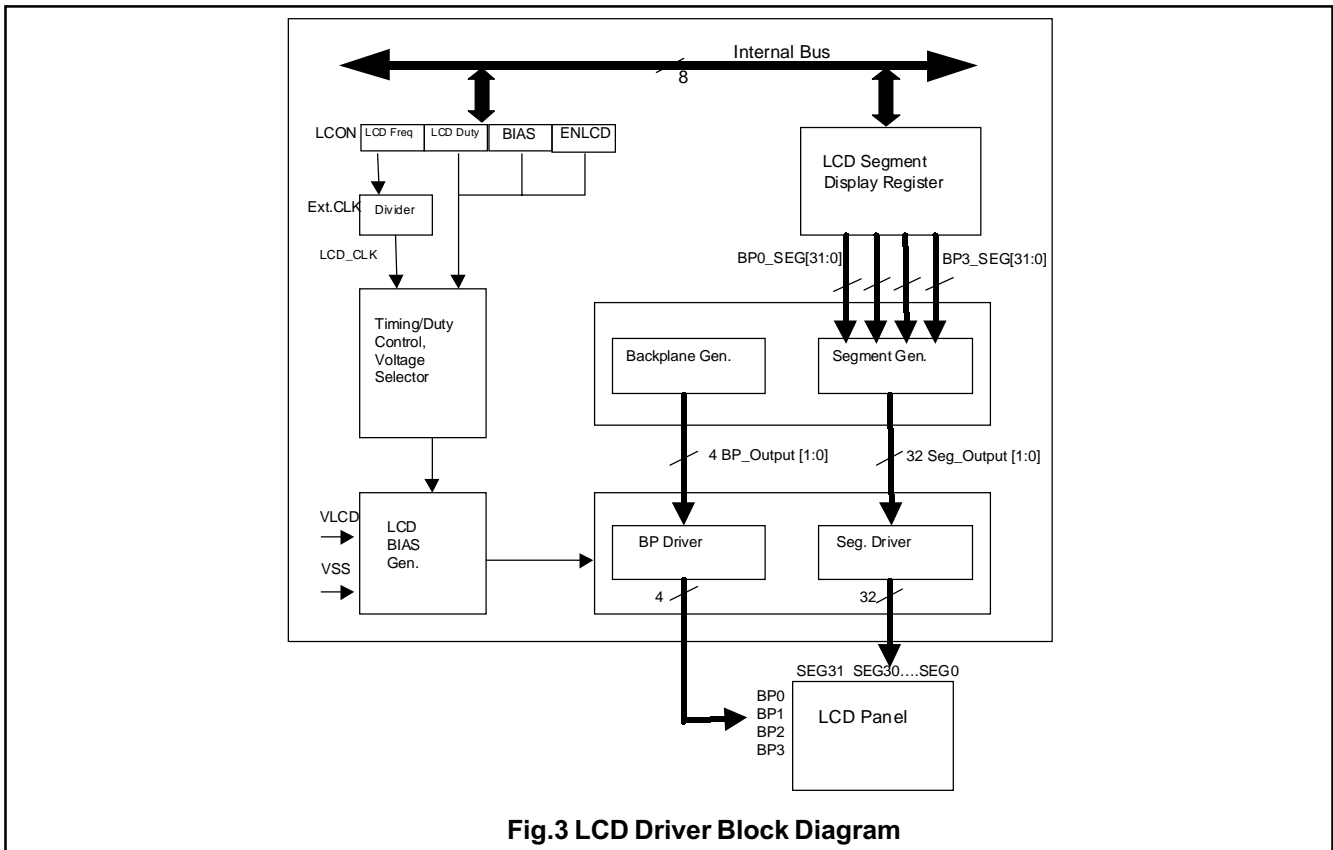 Internal Bus
8
LCON
LCD Freq
LCD Duty
BIAS
ENLCD
LCD Segment
Display Register
Ext.CLK
Divider
LCD_CLK
BP0_SEG[31:0]
BP3_SEG[31:0]
Timing/Duty
Control,
Voltage
Selector
Backplane Gen.
Segment Gen.
4 BP_Output [1:0]
32 Seg_Output [1:0]
VLCD
VSS
LCD
BIAS
Gen.
BP Driver
Seg. Driver
4
32
SEG31 SEG30....SEG0
BP0
BP1
BP2
BP3
LCD Panel
Fig.3 LCD Driver Block Diagram